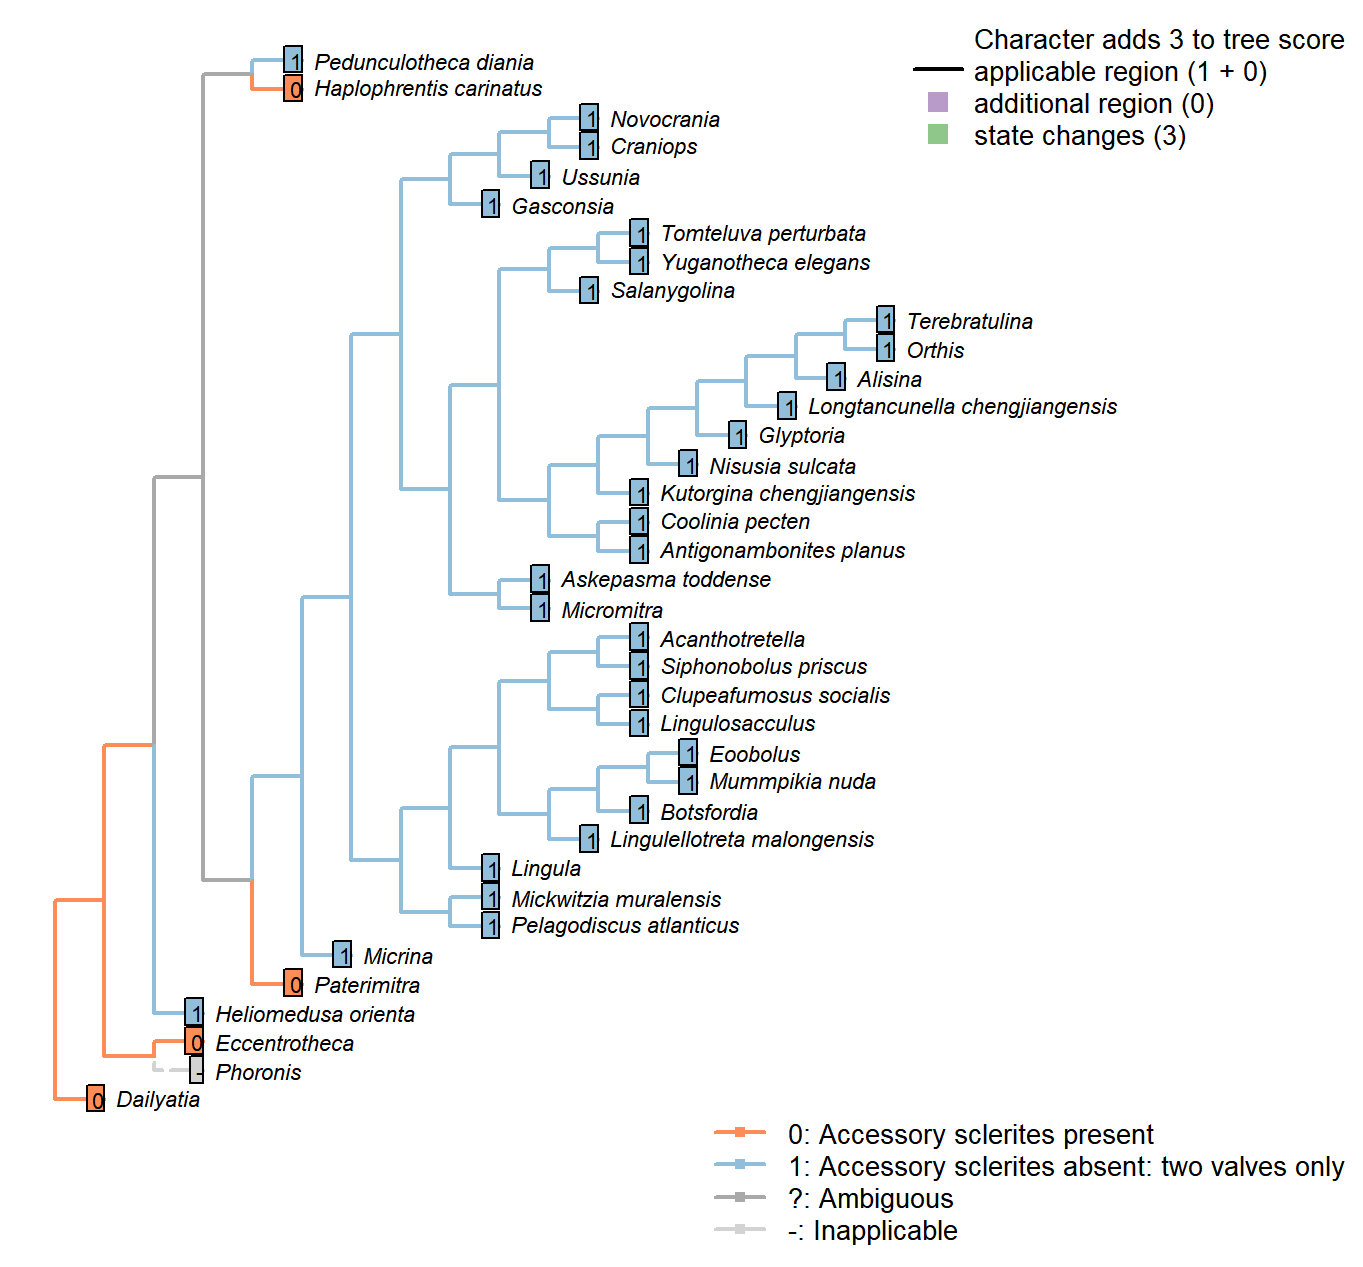 Character adds 3 to tree score
applicable region (1 + 0)
additional region (0)
state changes (3)
1 Pedunculotheca diania
0 Haplophrentis carinatus
1 Novocrania
1 Craniops
1 Ussunia
1 Gasconsia
1 Tomteluva perturbata
1 Yuganotheca elegans
1 Salanygolina
1 Terebratulina
1 Orthis
1 Alisina
1 Longtancunella chengjiangensis
1 Glyptoria
1 Nisusia sulcata
1 Kutorgina chengjiangensis
1 Coolinia pecten
1 Antigonambonites planus
1 Askepasma toddense
1 Micromitra
1 Acanthotretella
1 Siphonobolus priscus
1 Clupeafumosus socialis
1 Lingulosacculus
1 Eoobolus
1 Mummpikia nuda
1 Botsfordia
1 Lingulellotreta malongensis
1 Lingula
1 Mickwitzia muralensis
1 Pelagodiscus atlanticus
1 Micrina
0 Paterimitra
1 Heliomedusa orienta
0 Eccentrotheca
- Phoronis
0 Dailyatia
0: Accessory sclerites present
1: Accessory sclerites absent: two valves only
?: Ambiguous
-: Inapplicable